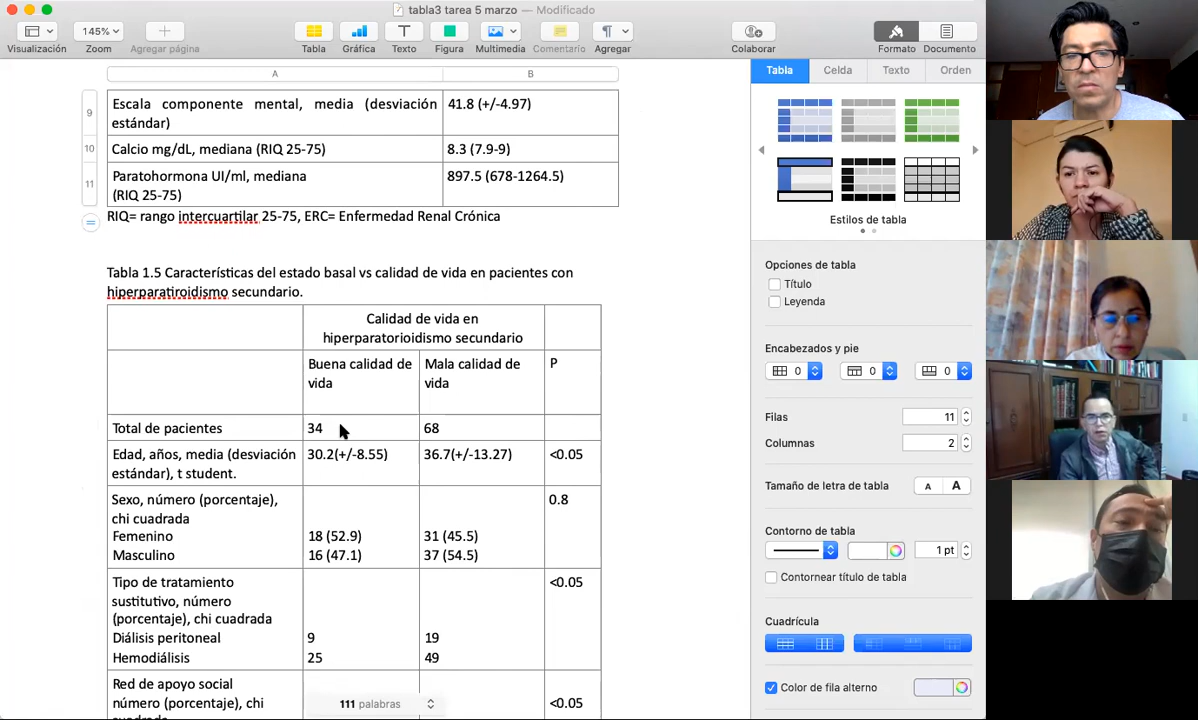 tabla3 tarea 5 marzo — Modificado
145%
Visualización
Zoom
Agregar página
Tabla
Gráfica
Texto
Figura
Multimedia
Comentario
Agregar
Colaborar
Formato
Documento
A
B
9
Escala componente mental, media (desviación
estándar)
41.8 (+/-4.97)
10
Calcio mg/dL, mediana (RIQ 25-75)
8.3 (7.9-9)
11
Paratohormona UI/ml, mediana
(RIQ 25-75)
897.5 (678-1264.5)
RIQ= rango intercuartilar 25-75, ERC= Enfermedad Renal Crónica
Tabla 1.5 Características del estado basal vs calidad de vida en pacientes con
hiperparatiroidismo secundario.
Calidad de vida en
hiperparatorioidismo secundario
Buena calidad de
vida
Mala calidad de
vida
P
Total de pacientes
34
68
Edad, años, media (desviación
estándar), t student.
30.2(+/-8.55)
36.7(+/-13.27)
<0.05
Sexo, número (porcentaje),
chi cuadrada
0.8
Femenino
18 (52.9)
31 (45.5)
Masculino
16 (47.1)
37 (54.5)
Tipo de tratamiento
sustitutivo, número
(porcentaje), chi cuadrada
<0.05
Diálisis peritoneal
9
19
Hemodiálisis
25
49
Red de apoyo social
número (porcentaje), chi
<0.05
111 palabras
Tabla
Celda
Texto
Orden
Estilos de tabla
Opciones de tabla
Título
Leyenda
Encabezados y pie
0
0
0
Filas
11
Columnas
2
Tamaño de letra de tabla
A
A
Contorno de tabla
1 pt
Contornear título de tabla
Cuadrícula
Color de fila alterno